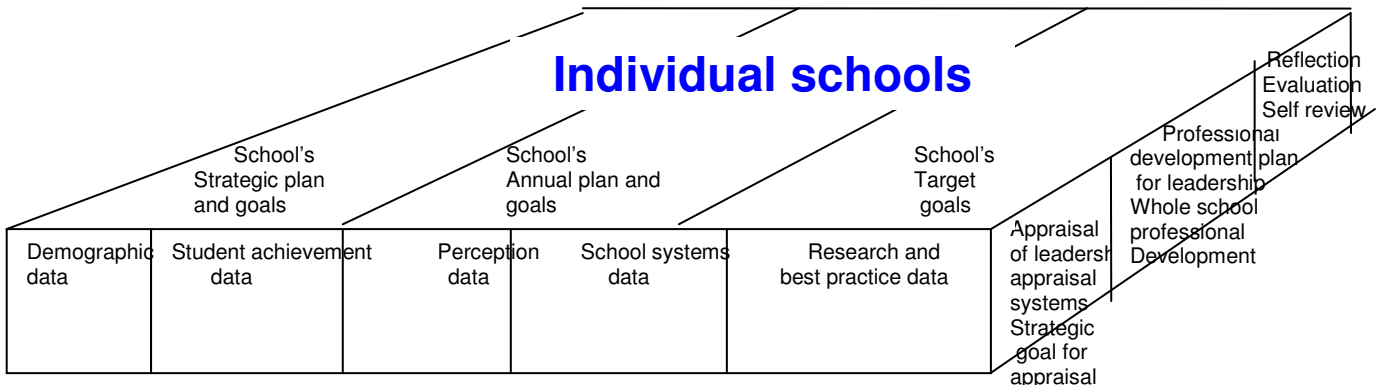 Individual schools
School's
Strategic plan
and goals
School's
Annual plan and
goals
School's
Target
goals
Demographic
data
Student achievement
data
Perception
data
School systems
data
Research and
best practice data
Appraisal
of leadersh
appraisal
systems
Strategic
goal for
appraisal
Professional
development plan
for leadership
Whole school
professional
Development
Reflection
Evaluation
Self review